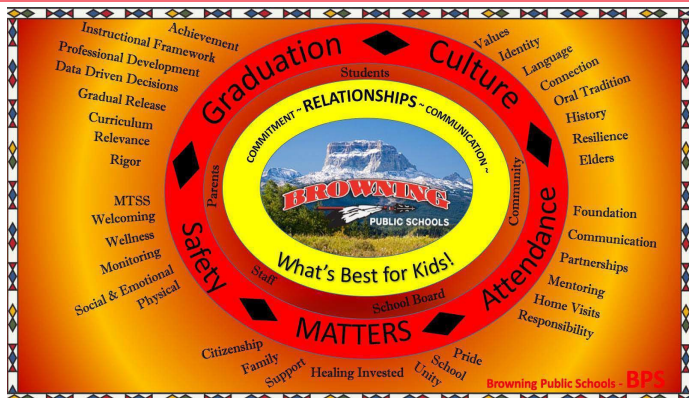 Achievement
Instructional Framework
Professional Development
Data Driven Decisions
Gradual Release
Curriculum
Relevance
Rigor
Graduation
Culture
Values
Identity
Language
Connection
Oral Tradition
History
Resilience
Elders
Students
Parents
Community
COMMITMENT ~ RELATIONSHIPS ~ COMMUNICATION ~
BROWNING
PUBLIC SCHOOLS
What's Best for Kids!
Staff
School Board
MTSS
Welcoming
Wellness
Monitoring
Social & Emotional
Physical
Safety
MATTERS
Attendance
Foundation
Communication
Partnerships
Mentoring
Home Visits
Responsibility
Citizenship
Family
Support
Healing Invested
Unity
School
Pride
Browning Public Schools - BPS